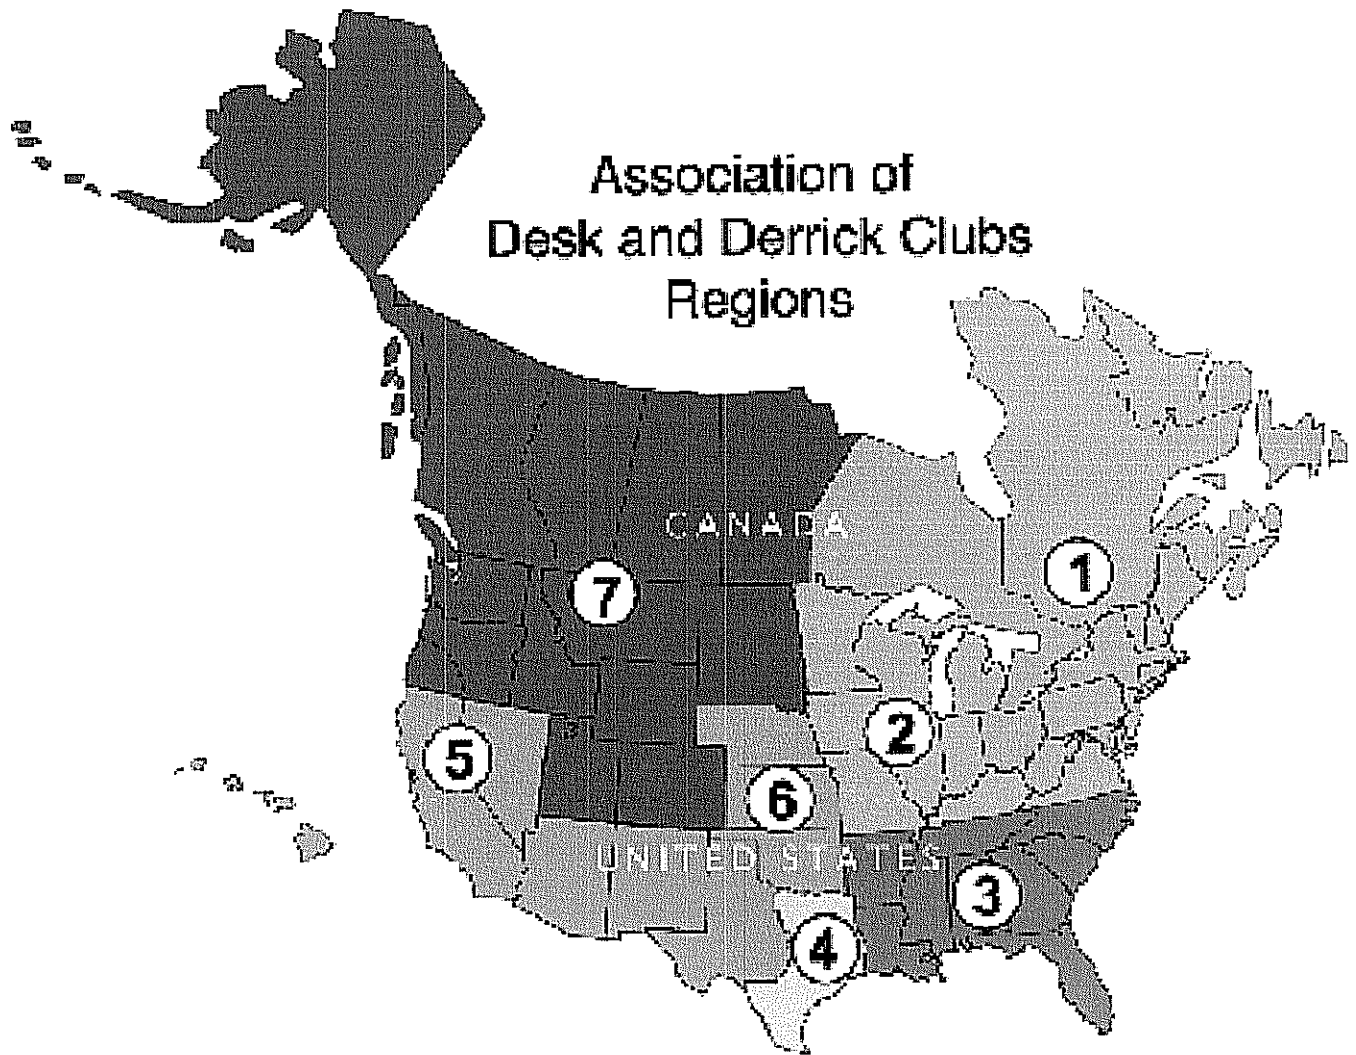 Association of
Desk and Derrick Clubs
Regions
CANADA
1
7
2
5
6
UNITED STATES
3
4